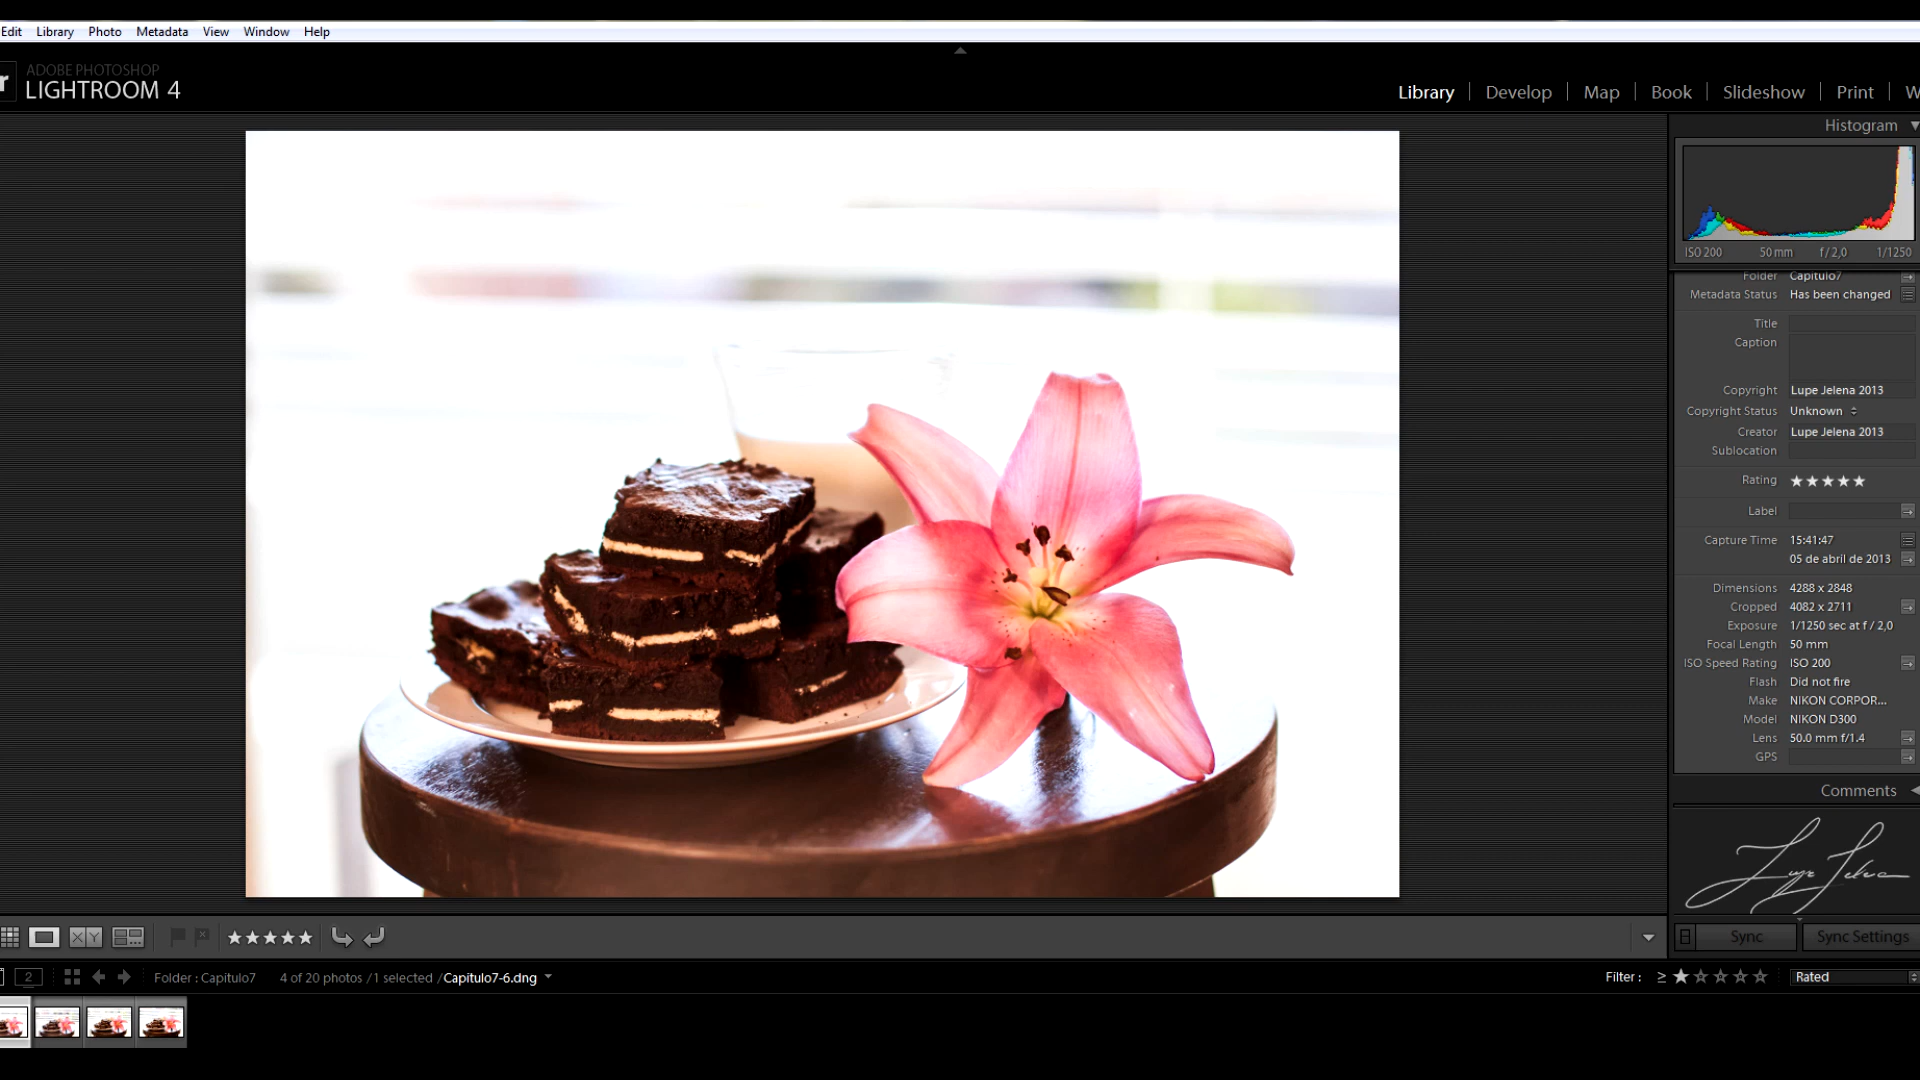 Edit Library Photo Metadata View Window Help
ADOBE PHOTOSHOP
LIGHTROOM 4
Library Develop Map Book Slideshow Print W
Histogram
ISO 200 50 mm f / 2,0 1/1250
Folder Capitulo7
Metadata Status Has been changed
Title
Caption
Copyright Lupe Jelena 2013
Copyright Status Unknown
Creator Lupe Jelena 2013
Sublocation
Rating ★★★★★
Label
Capture Time 15:41:47
05 de abril de 2013
Dimensions 4288 x 2848
Cropped 4082 x 2711
Exposure 1/1250 sec at f / 2,0
Focal Length 50 mm
ISO Speed Rating ISO 200
Flash Did not fire
Make NIKON CORPOR...
Model NIKON D300
Lens 50.0 mm f/1.4
GPS
Comments
Lupe Jelena
X Y
Sync Sync Settings
2 Folder : Capitulo7 4 of 20 photos / 1 selected / Capitulo7-6.dng
Filter : ≥ Rated